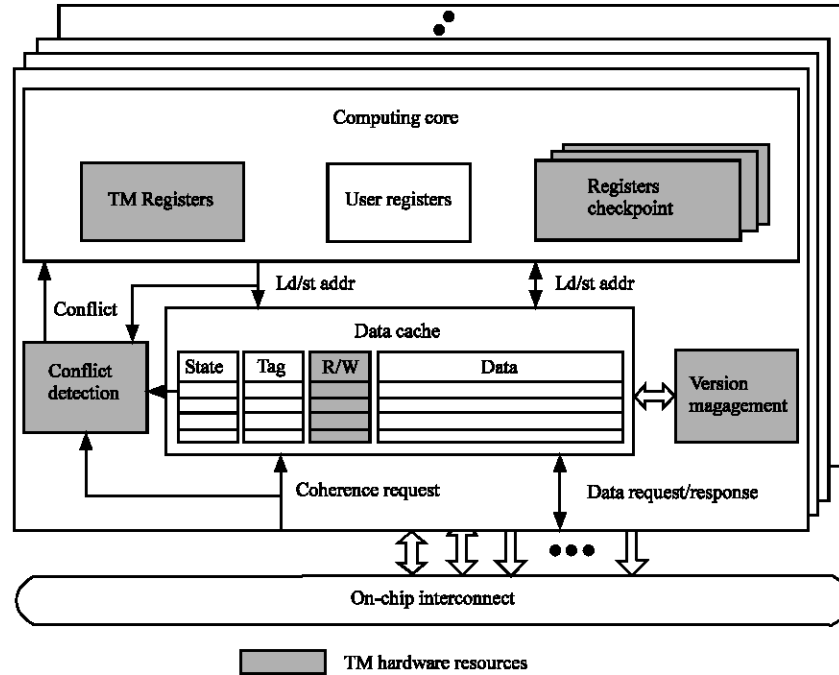 Computing core
TM Registers
User registers
Registers
checkpoint
Ld/st addr
Ld/st addr
Conflict
Data cache
State Tag R/W Data
Conflict
detection
Version
magagement
Coherence request
Data request/response
On-chip interconnect
TM hardware resources